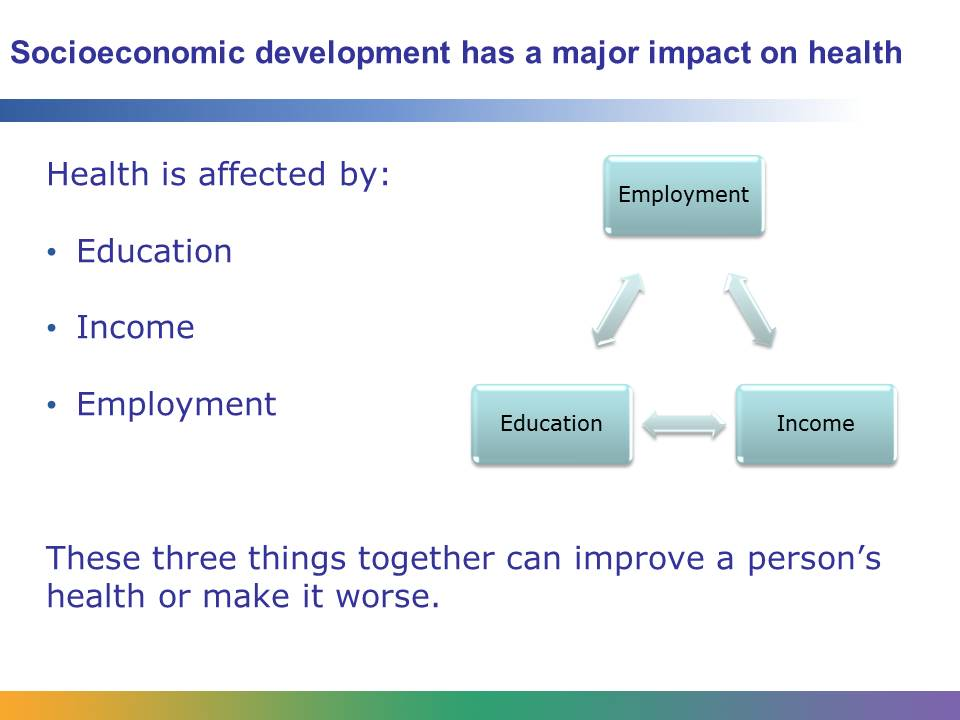 Socioeconomic development has a major impact on health
Health is affected by:
• Education
• Income
• Employment
Employment
Education
Income
These three things together can improve a person’s
health or make it worse.